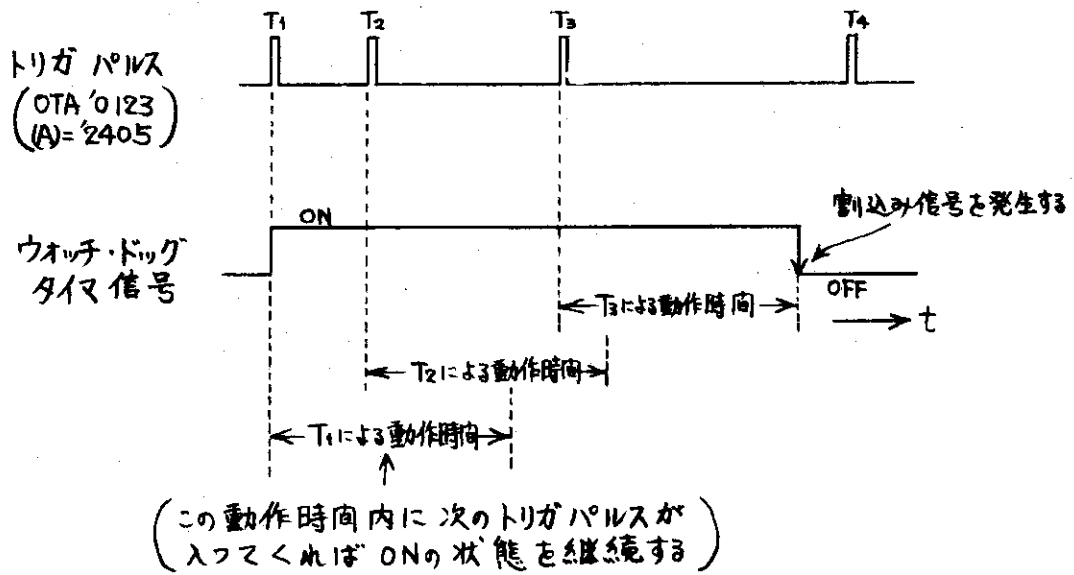 T1 T2 T3 T4
トリガ パルス
(OTA '0123
(A)='2405)
ON
割込み信号を発生する
ウォッチ・ドッグ
タイマ信号
OFF
T3による動作時間
t
T2による動作時間
T1による動作時間
(この動作時間内に次のトリガパルスが
入ってくれば ONの状態を継続する)